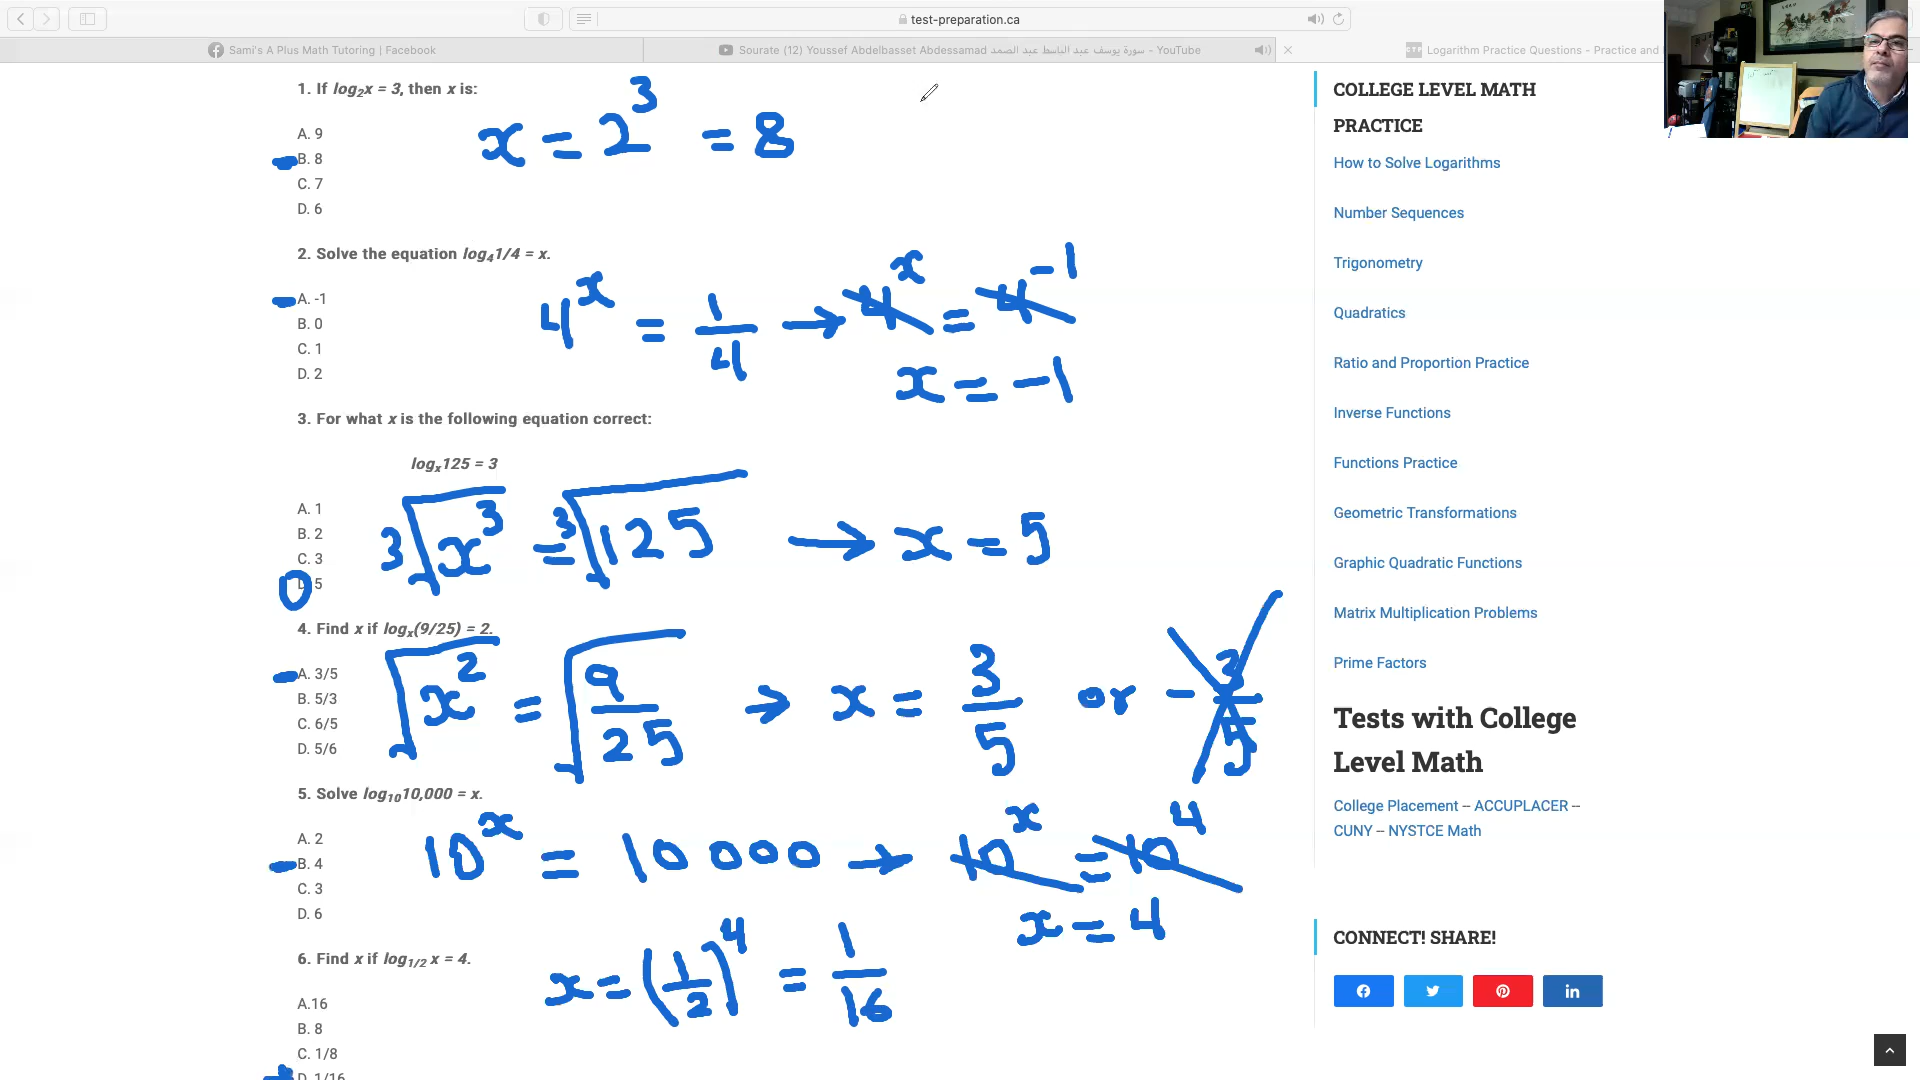 test-preparation.ca
Sami's A Plus Math Tutoring | Facebook
Sourate (12) Youssef Abdelbasset Abdessamad سورة يوسف عبد الباسط عبد الصمد - YouTube
CTP Logarithm Practice Questions - Practice and
1. If log₂x = 3, then x is:
A. 9
B. 8
C. 7
D. 6
x = 2³ = 8
2. Solve the equation log₄1/4 = x.
A. -1
B. 0
C. 1
D. 2
4ˣ = 1/4 → 4ˣ = 4⁻¹
x = -1
3. For what x is the following equation correct:
logₓ125 = 3
A. 1
B. 2
C. 3
D. 5
³√x³ = ³√125 → x = 5
4. Find x if logₓ(9/25) = 2.
A. 3/5
B. 5/3
C. 6/5
D. 5/6
√x² = √9/25 → x = 3/5 or - 3/5
5. Solve log₁₀10,000 = x.
A. 2
B. 4
C. 3
D. 6
10ˣ = 10 000 → 10ˣ = 10⁴
x = 4
6. Find x if log₁/₂ x = 4.
A.16
B. 8
C. 1/8
D. 1/16
x = (1/2)⁴ = 1/16
COLLEGE LEVEL MATH
PRACTICE
How to Solve Logarithms
Number Sequences
Trigonometry
Quadratics
Ratio and Proportion Practice
Inverse Functions
Functions Practice
Geometric Transformations
Graphic Quadratic Functions
Matrix Multiplication Problems
Prime Factors
Tests with College
Level Math
College Placement -- ACCUPLACER --
CUNY -- NYSTCE Math
CONNECT! SHARE!